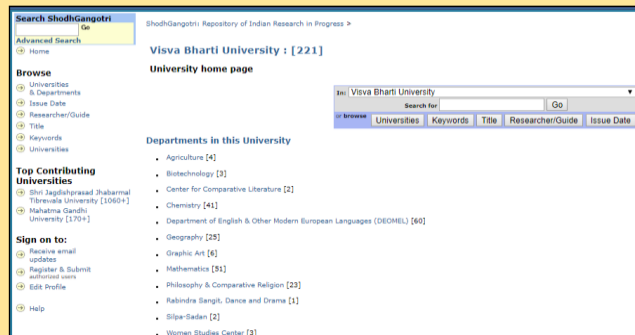 Search ShodhGangotri
Go
Advanced Search
Home
Browse
Universities
& Departments
Issue Date
Researcher/Guide
Title
Keywords
Universities
Top Contributing
Universities
Shri Jagdishprasad Jhabarmal
Tibrewala University [1060+]
Mahatma Gandhi
University [170+]
Sign on to:
Receive email
updates
Register & Submit
authorized users
Edit Profile
Help
ShodhGangotri: Repository of Indian Research in Progress >
Visva Bharti University : [221]
University home page
In: Visva Bharti University
Search for Go
or browse Universities Keywords Title Researcher/Guide Issue Date
Departments in this University
Agriculture [4]
Biotechnology [3]
Center for Comparative Literature [2]
Chemistry [41]
Department of English & Other Modern European Languages (DEOMEL) [60]
Geography [25]
Graphic Art [6]
Mathematics [51]
Philosophy & Comparative Religion [23]
Rabindra Sangit, Dance and Drama [1]
Silpa-Sadan [2]
Women Studies Center [3]